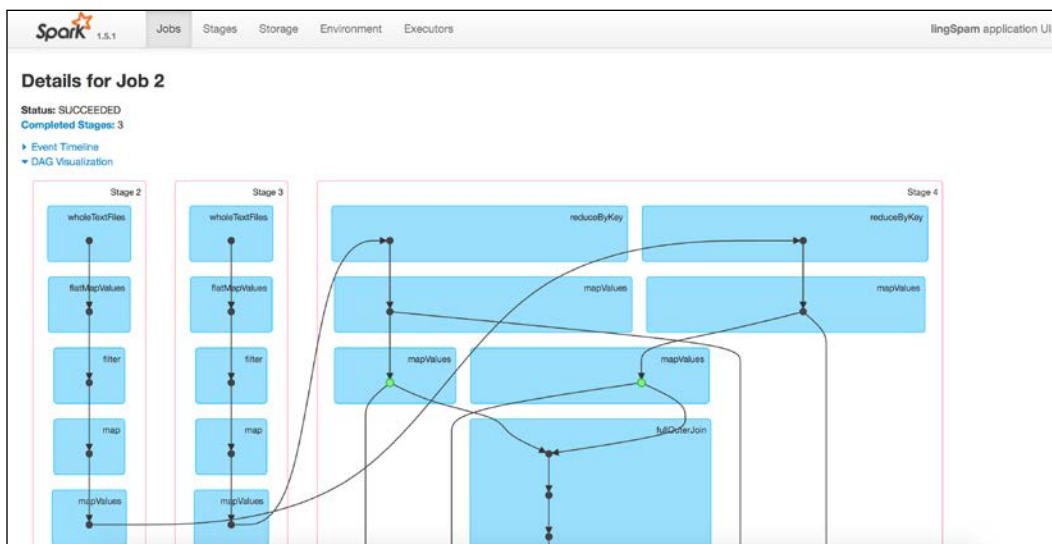 Spark 1.5.1 Jobs Stages Storage Environment Executors lingSpam application UI
Details for Job 2
Status: SUCCEEDED
Completed Stages: 3
Event Timeline
DAG Visualization
Stage 2
wholeTextFiles
flatMapValues
filter
map
mapValues
Stage 3
wholeTextFiles
flatMapValues
filter
map
mapValues
Stage 4
reduceByKey
reduceByKey
mapValues
mapValues
mapValues
mapValues
fullOuterJoin